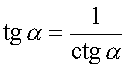 tg α = 1 / ctg α